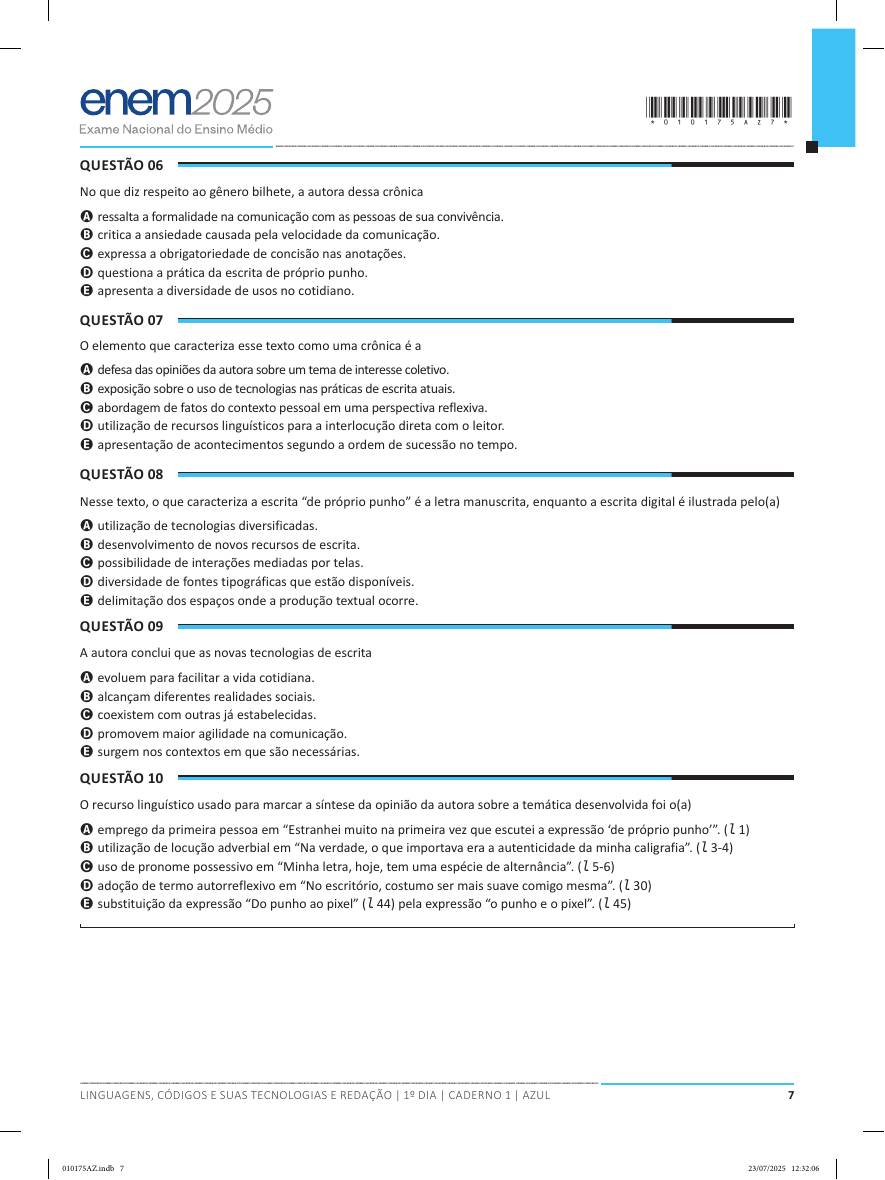 enem2025
Exame Nacional do Ensino Médio
*010175AZ7*
QUESTÃO 06
No que diz respeito ao gênero bilhete, a autora dessa crônica
A ressalta a formalidade na comunicação com as pessoas de sua convivência.
B critica a ansiedade causada pela velocidade da comunicação.
C expressa a obrigatoriedade de concisão nas anotações.
D questiona a prática da escrita de próprio punho.
E apresenta a diversidade de usos no cotidiano.
QUESTÃO 07
O elemento que caracteriza esse texto como uma crônica é a
A defesa das opiniões da autora sobre um tema de interesse coletivo.
B exposição sobre o uso de tecnologias nas práticas de escrita atuais.
C abordagem de fatos do contexto pessoal em uma perspectiva reflexiva.
D utilização de recursos linguísticos para a interlocução direta com o leitor.
E apresentação de acontecimentos segundo a ordem de sucessão no tempo.
QUESTÃO 08
Nesse texto, o que caracteriza a escrita “de próprio punho” é a letra manuscrita, enquanto a escrita digital é ilustrada pelo(a)
A utilização de tecnologias diversificadas.
B desenvolvimento de novos recursos de escrita.
C possibilidade de interações mediadas por telas.
D diversidade de fontes tipográficas que estão disponíveis.
E delimitação dos espaços onde a produção textual ocorre.
QUESTÃO 09
A autora conclui que as novas tecnologias de escrita
A evoluem para facilitar a vida cotidiana.
B alcançam diferentes realidades sociais.
C coexistem com outras já estabelecidas.
D promovem maior agilidade na comunicação.
E surgem nos contextos em que são necessárias.
QUESTÃO 10
O recurso linguístico usado para marcar a síntese da opinião da autora sobre a temática desenvolvida foi o(a)
A emprego da primeira pessoa em “Estranhei muito na primeira vez que escutei a expressão ‘de próprio punho’”. (ℓ 1)
B utilização de locução adverbial em “Na verdade, o que importava era a autenticidade da minha caligrafia”. (ℓ 3-4)
C uso de pronome possessivo em “Minha letra, hoje, tem uma espécie de alternância”. (ℓ 5-6)
D adoção de termo autorreflexivo em “No escritório, costumo ser mais suave comigo mesma”. (ℓ 30)
E substituição da expressão “Do punho ao pixel” (ℓ 44) pela expressão “o punho e o pixel”. (ℓ 45)
LINGUAGENS, CÓDIGOS E SUAS TECNOLOGIAS E REDAÇÃO | 1º DIA | CADERNO 1 | AZUL
7
010175AZ.indb 7
23/07/2025 12:32:06